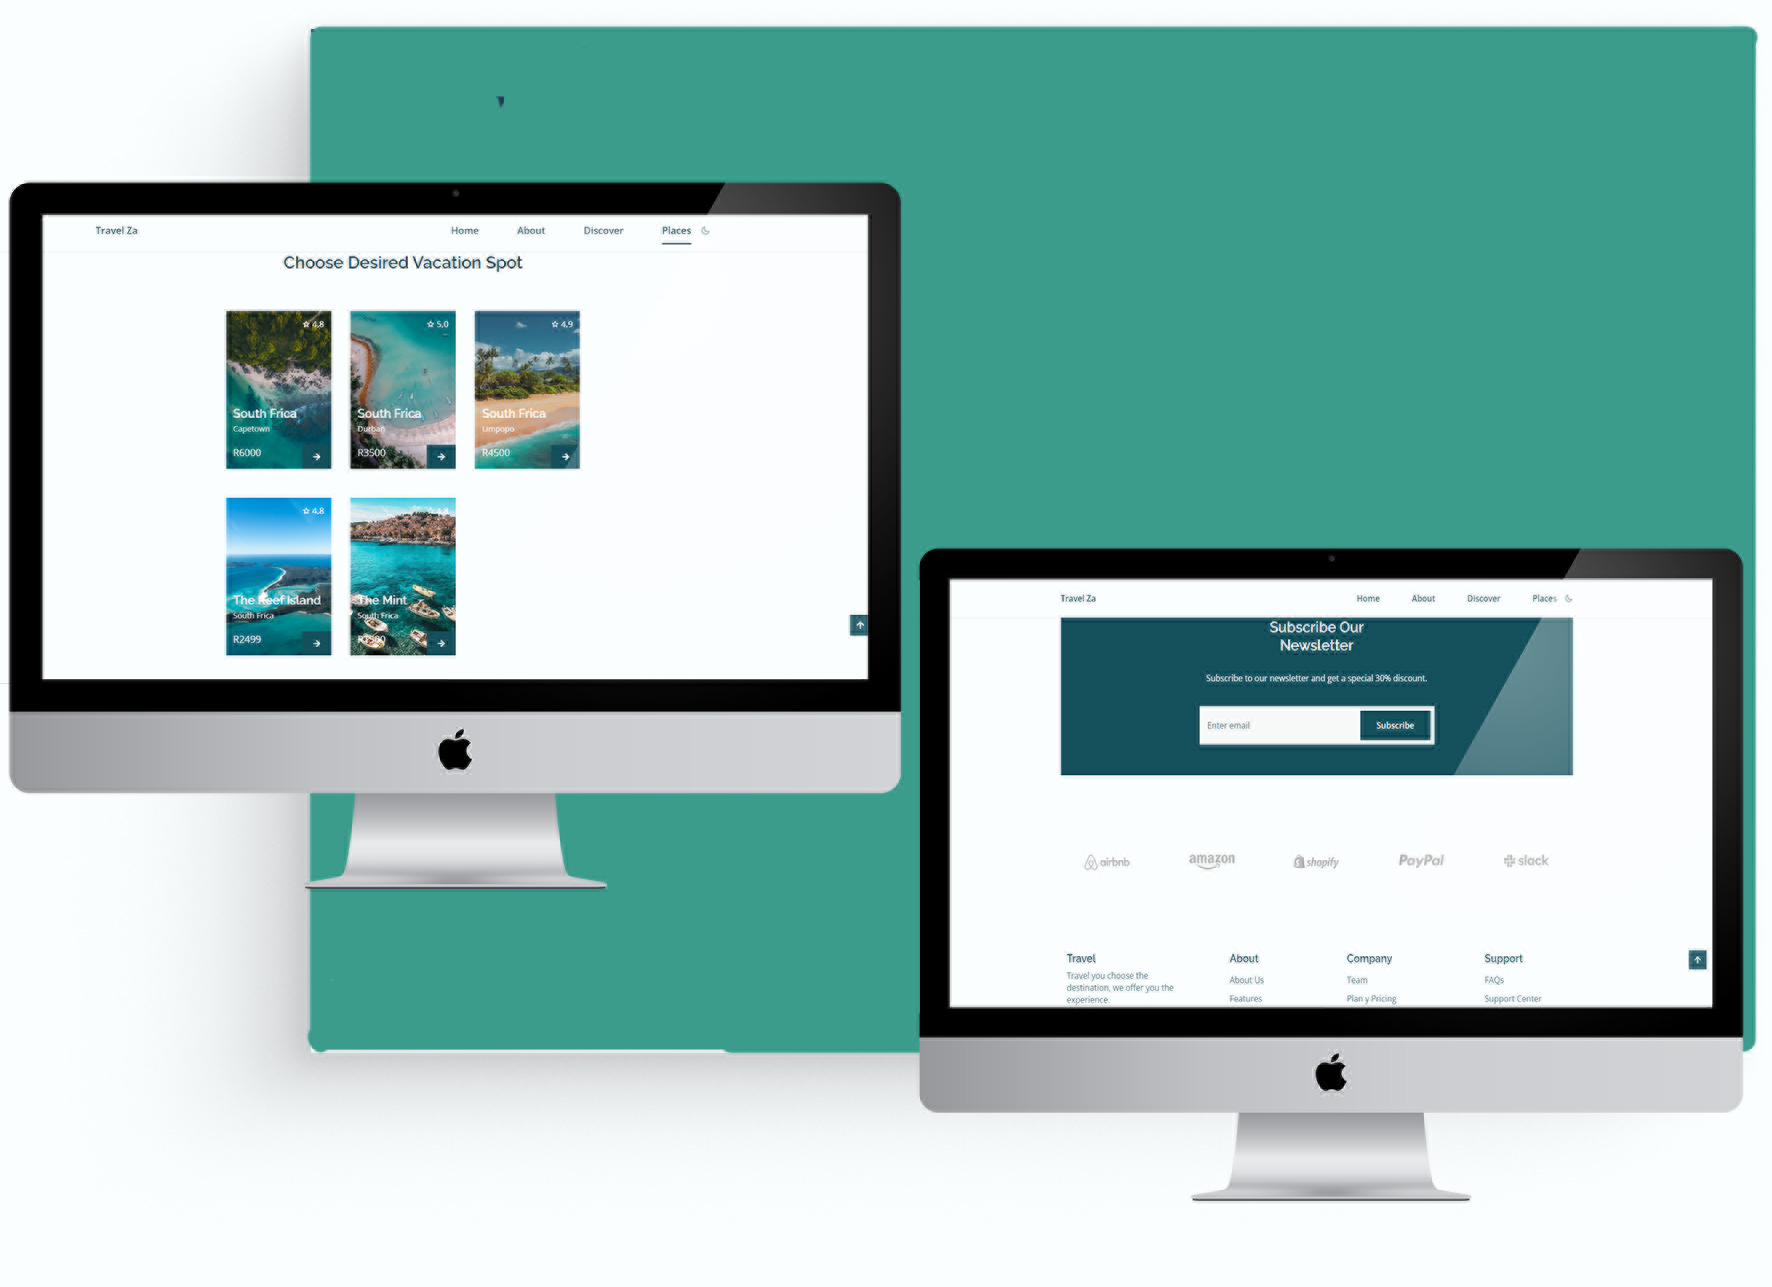 Travel Za
Home About Discover Places
Choose Desired Vacation Spot
4,8
South Frica
Capetown
R6000
5,0
South Frica
Durban
R3500
4,9
South Frica
Limpopo
R4500
4,8
The Reef Island
South Frica
R2499
The Mint
South Frica
Travel Za
Home About Discover Places
Subscribe Our
Newsletter
Subscribe to our newsletter and get a special 30% discount.
Enter email
Subscribe
airbnb
amazon
shopify
PayPal
slack
Travel
Travel you choose the
destination, we offer you the
experience.
About
About Us
Features
Company
Team
Plan y Pricing
Support
FAQs
Support Center